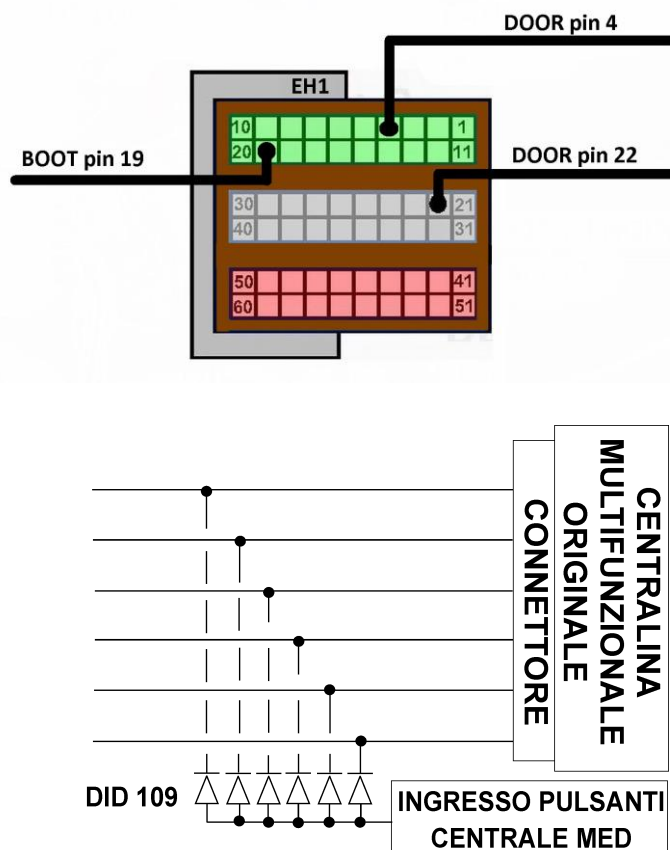 DOOR pin 4
EH1
10
1
20
11
BOOT pin 19
DOOR pin 22
30
21
40
31
50
41
60
51
CENTRALINA
MULTIFUNZIONALE
ORIGINALE
CONNETTORE
DID 109
INGRESSO PULSANTI
CENTRALE MED